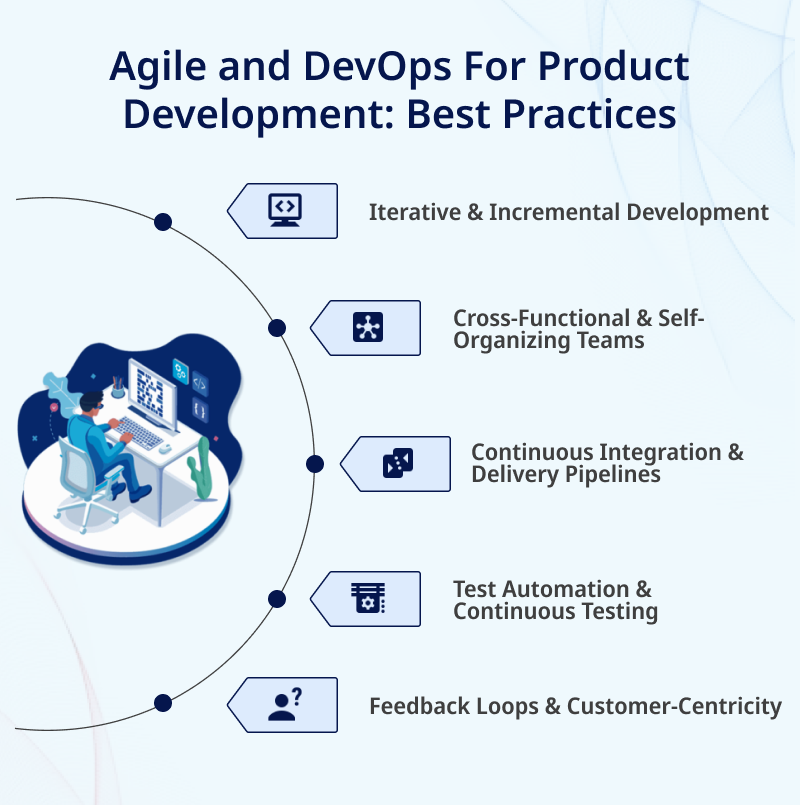 Agile and DevOps For Product
Development: Best Practices
Iterative & Incremental Development
Cross-Functional & Self-
Organizing Teams
Continuous Integration &
Delivery Pipelines
Test Automation &
Continuous Testing
Feedback Loops & Customer-Centricity